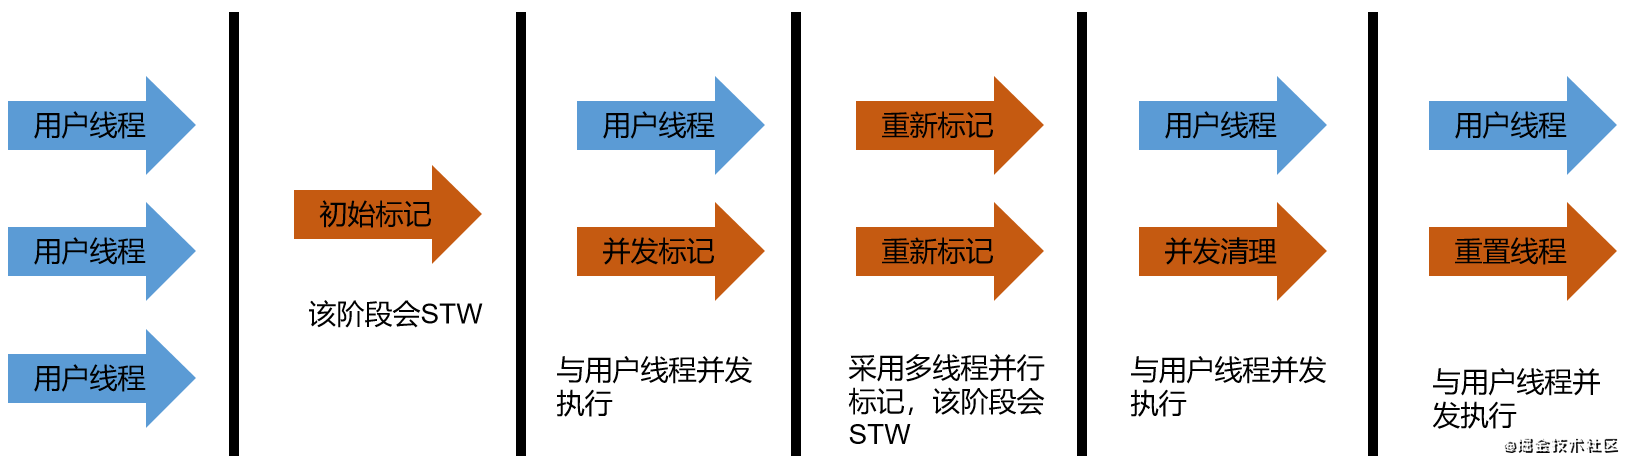 用户线程
用户线程
用户线程
初始标记
该阶段会STW
用户线程
并发标记
与用户线程并发
执行
重新标记
重新标记
采用多线程并行
标记，该阶段会
STW
用户线程
并发清理
与用户线程并发
执行
用户线程
重置线程
与用户线程并
发执行
@掘金技术社区